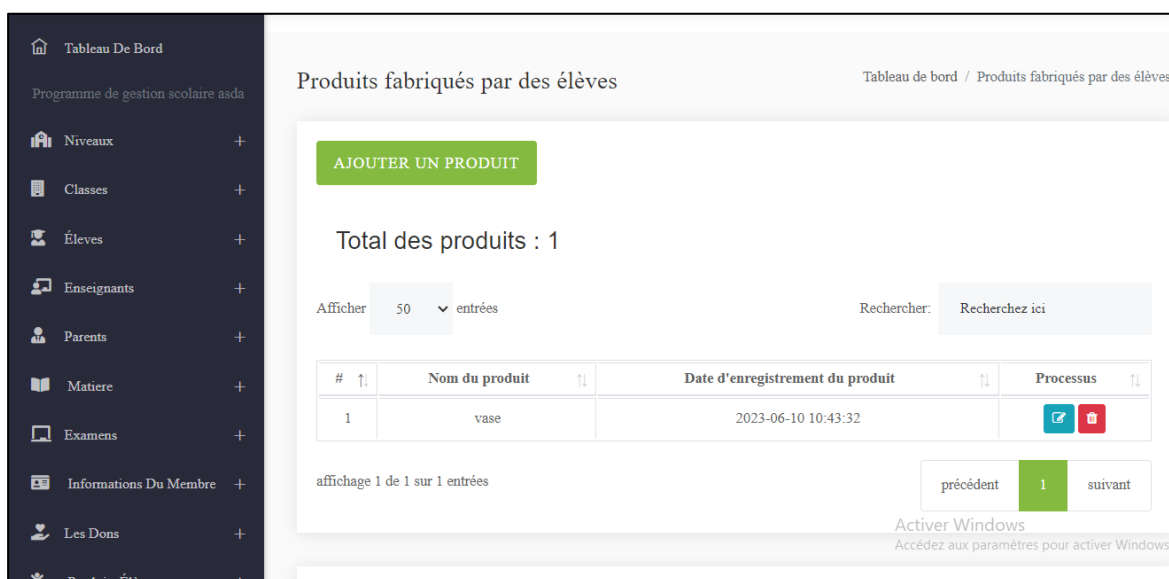 Tableau De Bord
Programme de gestion scolaire asda
Niveaux +
Classes +
Éleves +
Enseignants +
Parents +
Matiere +
Examens +
Informations Du Membre +
Les Dons +
Produits fabriqués par des élèves
Tableau de bord / Produits fabriqués par des élèves
AJOUTER UN PRODUIT
Total des produits : 1
Afficher 50 entrées
Rechercher: Recherchez ici
# Nom du produit Date d'enregistrement du produit Processus
1 vase 2023-06-10 10:43:32
affichage 1 de 1 sur 1 entrées
précédent 1 suivant
Activer Windows
Accédez aux paramètres pour activer Windows